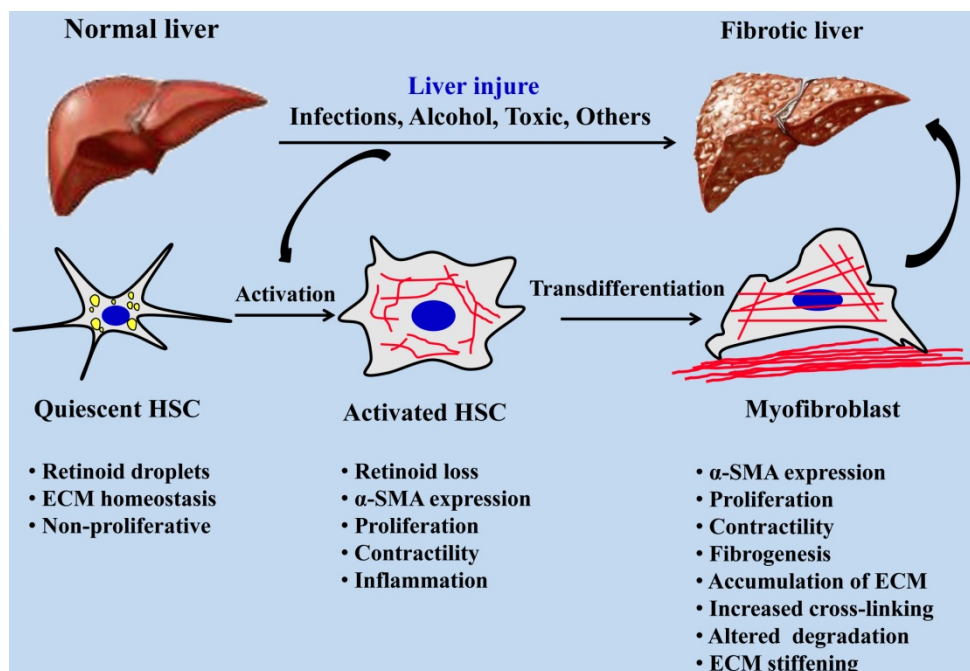 Normal liver
Fibrotic liver
Liver injure
Infections, Alcohol, Toxic, Others
Activation
Transdifferentiation
Quiescent HSC
• Retinoid droplets
• ECM homeostasis
• Non-proliferative
Activated HSC
• Retinoid loss
• α-SMA expression
• Proliferation
• Contractility
• Inflammation
Myofibroblast
• α-SMA expression
• Proliferation
• Contractility
• Fibrogenesis
• Accumulation of ECM
• Increased cross-linking
• Altered degradation
• ECM stiffening